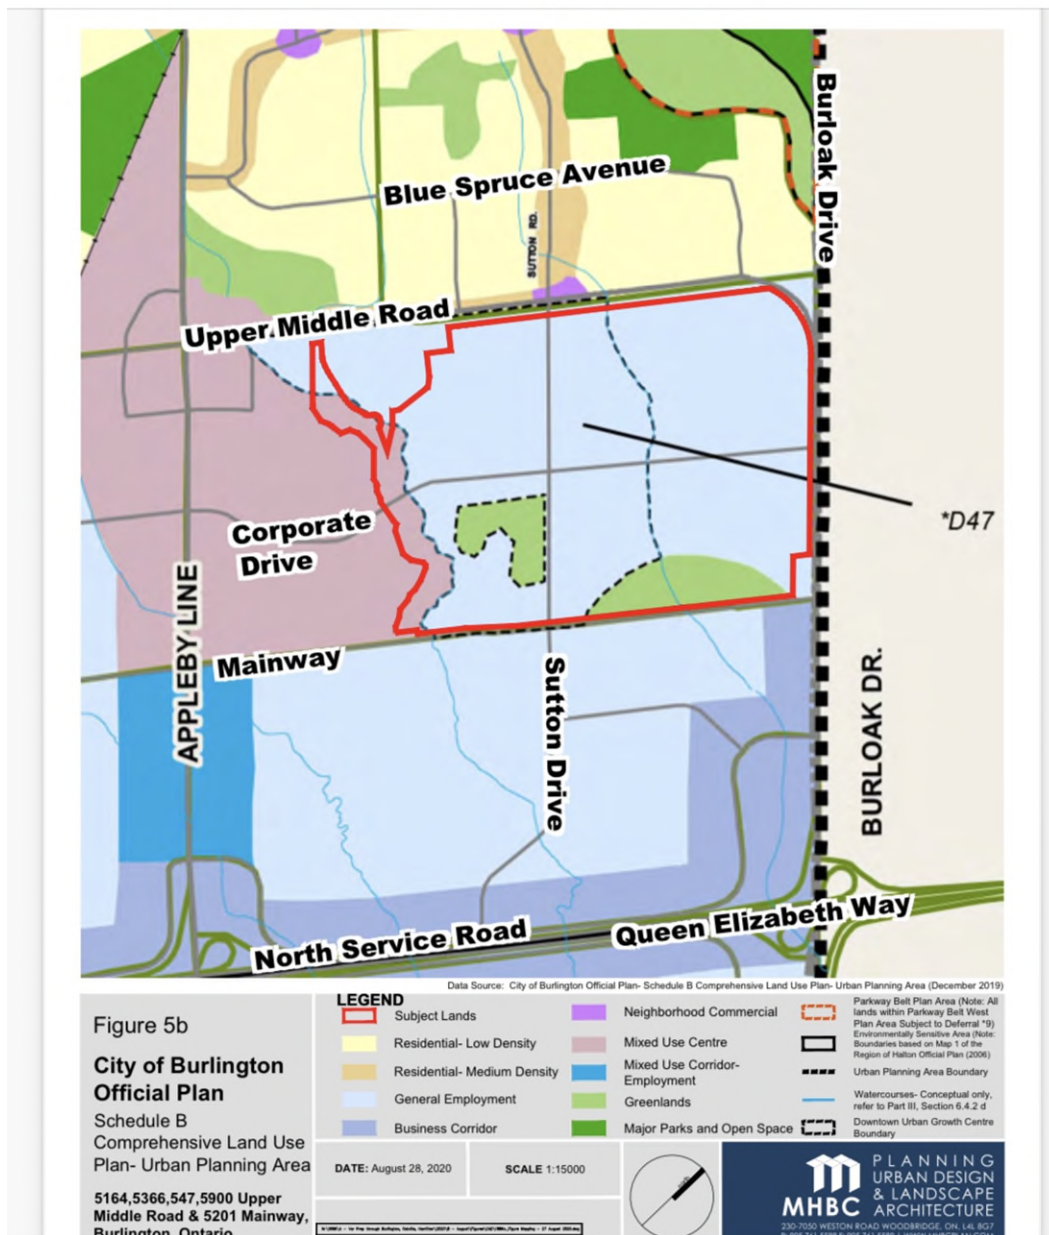 Burloak Drive
Blue Spruce Avenue
SUTTON RD.
Upper Middle Road
*D47
Corporate
Drive
APPLEBY LINE
Mainway
Sutton Drive
BURLOAK DR.
North Service Road
Queen Elizabeth Way
Data Source: City of Burlington Official Plan- Schedule B Comprehensive Land Use Plan- Urban Planning Area (December 2019)
Figure 5b
City of Burlington
Official Plan
Schedule B
Comprehensive Land Use
Plan- Urban Planning Area
5164,5366,547,5900 Upper
Middle Road & 5201 Mainway,
Burlington, Ontario
LEGEND
Subject Lands
Residential- Low Density
Residential- Medium Density
General Employment
Business Corridor
Neighborhood Commercial
Mixed Use Centre
Mixed Use Corridor-
Employment
Greenlands
Major Parks and Open Space
Parkway Belt Plan Area (Note: All
lands within Parkway Belt West
Plan Area Subject to Deferral *9)
Environmentally Sensitive Area (Note:
Boundaries based on Map 1 of the
Region of Halton Official Plan (2006)
Urban Planning Area Boundary
Watercourses- Conceptual only,
refer to Part III, Section 6.4.2 d
Downtown Urban Growth Centre
Boundary
DATE: August 28, 2020
SCALE 1:15000
MHBC
PLANNING
URBAN DESIGN
& LANDSCAPE
ARCHITECTURE
230-7050 WESTON ROAD WOODBRIDGE, ON, L4L 8G7